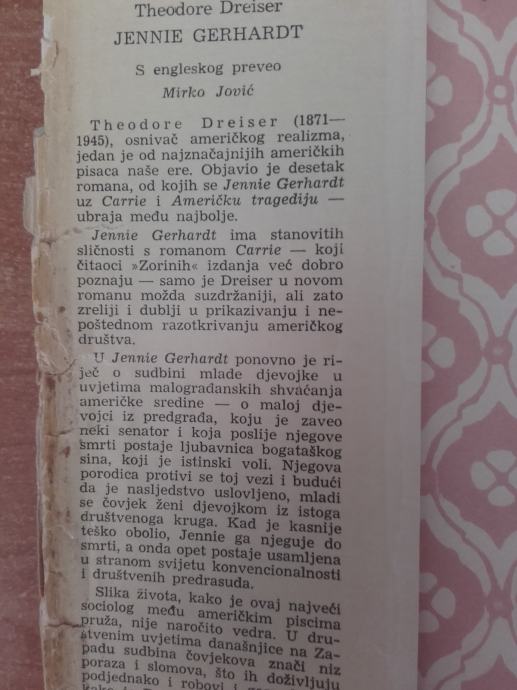 Theodore Dreiser
JENNIE GERHARDT
S engleskog preveo
Mirko Jović
Theodore Dreiser (1871—
1945), osnivač američkog realizma,
jedan je od najznačajnijih američkih
pisaca naše ere. Objavio je desetak
romana, od kojih se Jennie Gerhardt
uz Carrie i Američku tragediju —
ubraja među najbolje.
Jennie Gerhardt ima stanovitih
sličnosti s romanom Carrie — koji
čitaoci »Zorinih« izdanja već dobro
poznaju — samo je Dreiser u novom
romanu možda suzdržaniji, ali zato
zreliji i dublji u prikazivanju i ne-
poštednom razotkrivanju američkog
društva.
U Jennie Gerhardt ponovno je ri-
ječ o sudbini mlade djevojke u
uvjetima malograđanskih shvaćanja
američke sredine — o maloj dje-
vojci iz predgrađa, koju je zaveo
neki senator i koja poslije njegove
smrti postaje ljubavnica bogataškog
sina, koji je istinski voli. Njegova
porodica protivi se toj vezi i budući
da je nasljedstvo uslovljeno, mladi
se čovjek ženi djevojkom iz istoga
društvenoga kruga. Kad je kasnije
teško obolio, Jennie ga njeguje do
smrti, a onda opet postaje usamljena
u stranom svijetu konvencionalnosti
i društvenih predrasuda.
Slika života, kako je ovaj najveći
sociolog među američkim piscima
pruža, nije naročito vedra. U dru-
štvenim uvjetima današnjice na Za-
padu sudbina čovjekova znači niz
poraza i slomova, što ih doživljuju
podjednako i robovi i